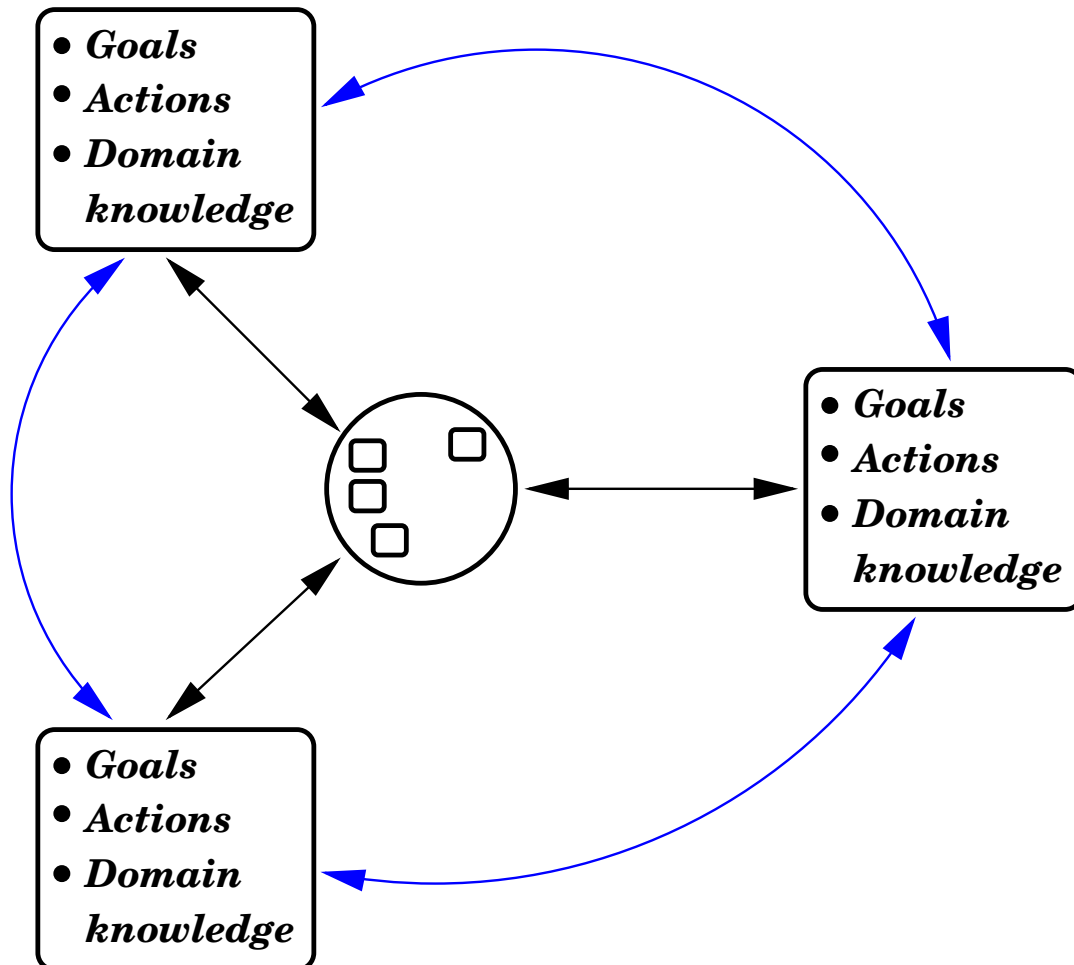 • Goals
• Actions
• Domain
knowledge
• Goals
• Actions
• Domain
knowledge
• Goals
• Actions
• Domain
knowledge